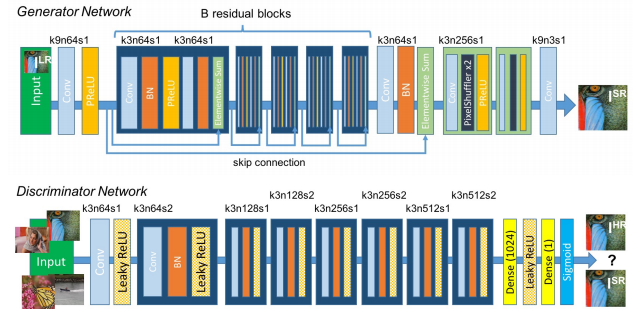 Generator Network
B residual blocks
k9n64s1
k3n64s1 k3n64s1
k3n64s1
k3n256s1
k9n3s1
I^LR
Input
Conv
PReLU
Conv
BN
PReLU
Elementwise Sum
Conv
BN
Elementwise Sum
Conv
PixelShuffler x2
PReLU
Conv
I^SR
skip connection
Discriminator Network
k3n64s1
k3n64s2
k3n128s1
k3n128s2
k3n256s1
k3n256s2
k3n512s1
k3n512s2
Input
Conv
Leaky ReLU
Conv
BN
Leaky ReLU
Dense (1024)
Leaky ReLU
Dense (1)
Sigmoid
I^HR
?
I^SR